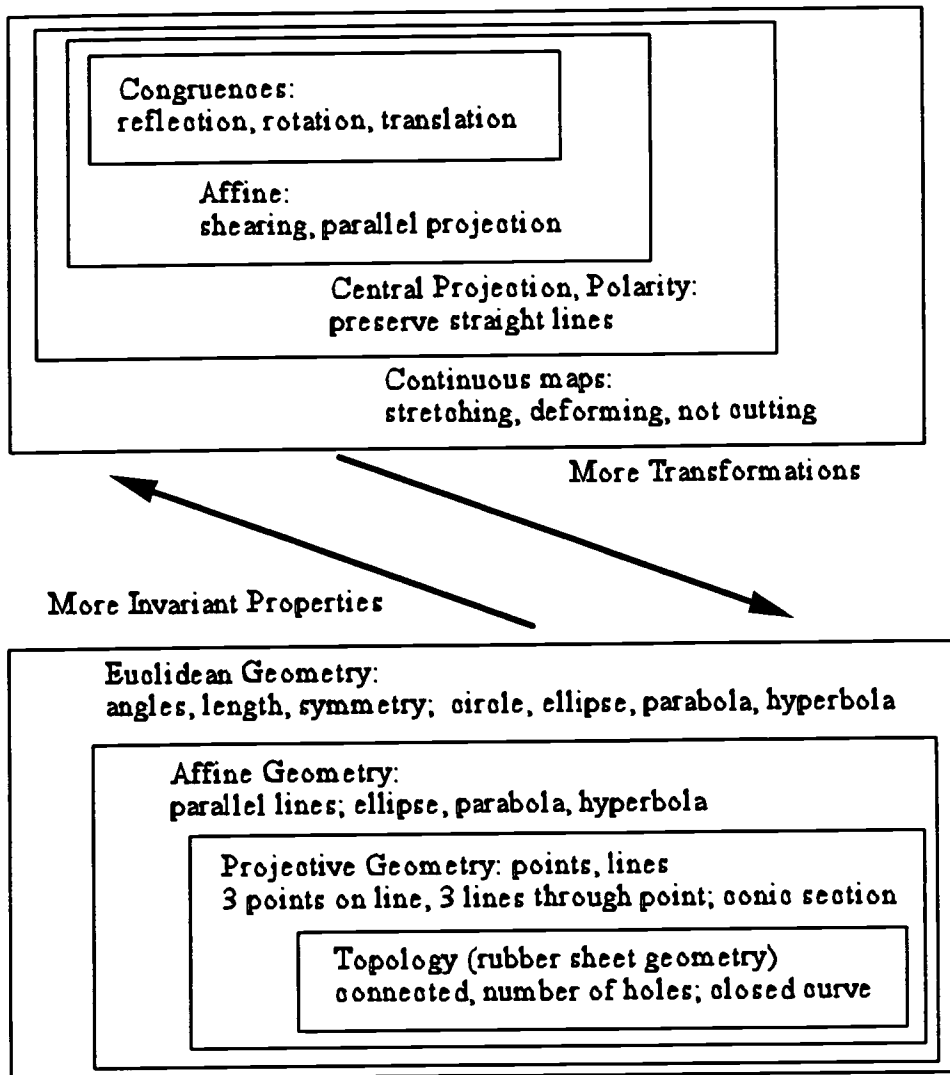 Congruences:
reflection, rotation, translation
Affine:
shearing, parallel projection
Central Projection, Polarity:
preserve straight lines
Continuous maps:
stretching, deforming, not cutting
More Transformations
More Invariant Properties
Euclidean Geometry:
angles, length, symmetry; circle, ellipse, parabola, hyperbola
Affine Geometry:
parallel lines; ellipse, parabola, hyperbola
Projective Geometry: points, lines
3 points on line, 3 lines through point; conic section
Topology (rubber sheet geometry)
connected, number of holes; closed curve